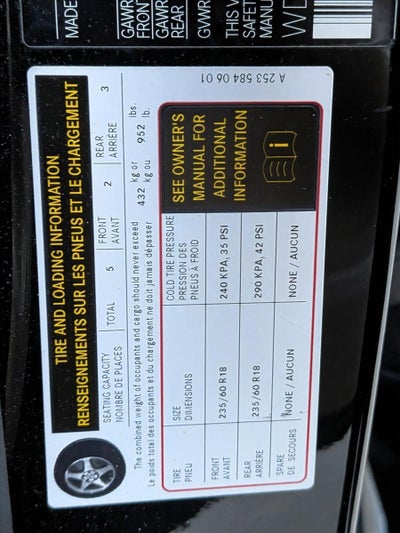 MADE
GAWR
FRONT
GAWR
REAR
GVWR
THIS V
SAFETY
MANU
WD
TIRE AND LOADING INFORMATION
RENSEIGNEMENTS SUR LES PNEUS ET LE CHARGEMENT
SEATING CAPACITY
NOMBRE DE PLACES
TOTAL 5
FRONT
AVANT
2
REAR
ARRIÈRE
3
The combined weight of occupants and cargo should never exceed 432 kg or 952 lbs.
Le poids total des occupants et du chargement ne doit jamais dépasser kg ou lb.
TIRE
PNEU
SIZE
DIMENSIONS
COLD TIRE PRESSURE
PRESSION DES
PNEUS À FROID
FRONT
AVANT
235/60 R18
240 KPA, 35 PSI
REAR
ARRIÈRE
235/60 R18
290 KPA, 42 PSI
SPARE
DE SECOURS
NONE / AUCUN
NONE / AUCUN
SEE OWNER'S
MANUAL FOR
ADDITIONAL
INFORMATION
i
A 253 584 06 01